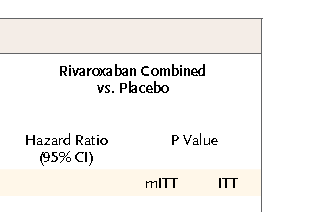 Rivaroxaban Combined
vs. Placebo
Hazard Ratio P Value
(95% CI)
mITT ITT